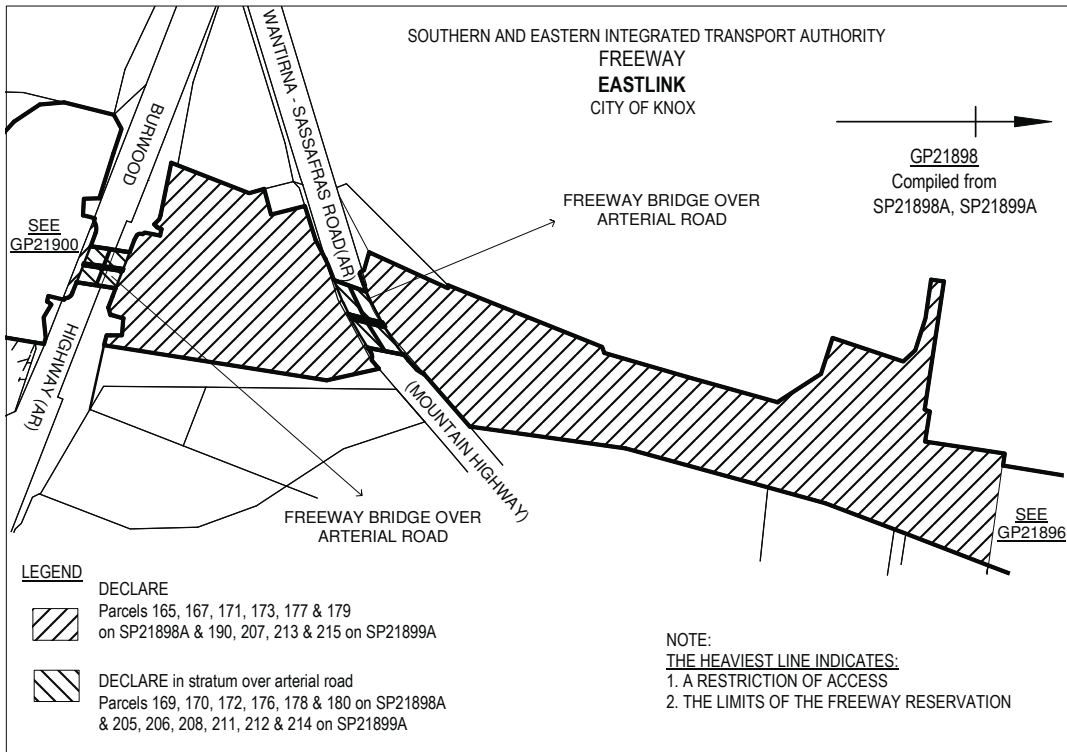 SOUTHERN AND EASTERN INTEGRATED TRANSPORT AUTHORITY
FREEWAY
EASTLINK
CITY OF KNOX
GP21898
Compiled from
SP21898A, SP21899A
BURWOOD
HIGHWAY (AR)
WANTIRNA - SASSAFRAS ROAD(AR)
(MOUNTAIN HIGHWAY)
FREEWAY BRIDGE OVER
ARTERIAL ROAD
SEE
GP21900
FREEWAY BRIDGE OVER
ARTERIAL ROAD
SEE
GP21896
LEGEND
DECLARE
Parcels 165, 167, 171, 173, 177 & 179
on SP21898A & 190, 207, 213 & 215 on SP21899A
DECLARE in stratum over arterial road
Parcels 169, 170, 172, 176, 178 & 180 on SP21898A
& 205, 206, 208, 211, 212 & 214 on SP21899A
NOTE:
THE HEAVIEST LINE INDICATES:
1. A RESTRICTION OF ACCESS
2. THE LIMITS OF THE FREEWAY RESERVATION